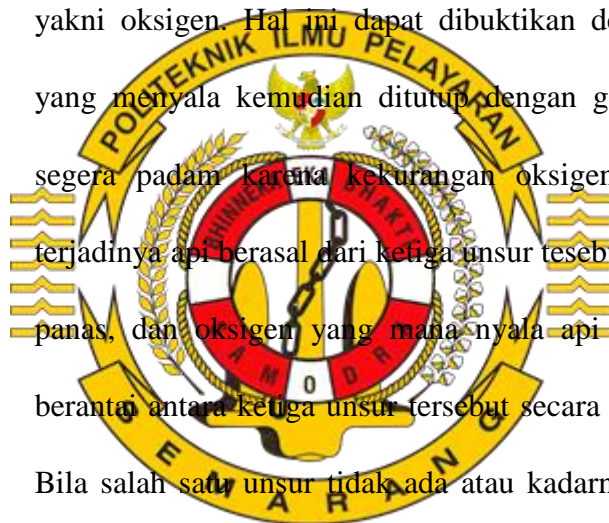 yakni oksigen. Hal ini dapat dibuktikan d
POLITEKNIK ILMU PELAYARAN
yang menyala kemudian ditutup dengan g
segera padam karena kekurangan oksigen
terjadinya api berasal dari ketiga unsur teseb
panas, dan oksigen yang mana nyala api
berantai antara ketiga unsur tersebut secara
SEMARANG
Bila salah satu unsur tidak ada atau kadarn